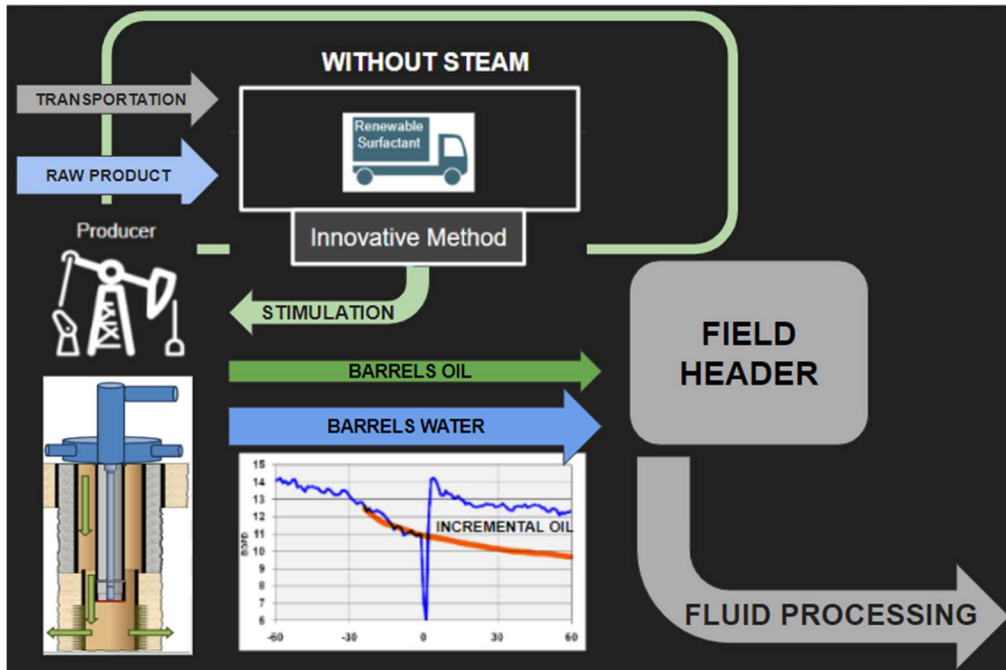 WITHOUT STEAM
TRANSPORTATION
Renewable
Surfactant
RAW PRODUCT
Producer
Innovative Method
STIMULATION
FIELD
HEADER
BARRELS OIL
BARRELS WATER
15
14
13
12
11
10
9
8
7
6
BOPD
INCREMENTAL OIL
-60
-30
0
30
60
FLUID PROCESSING